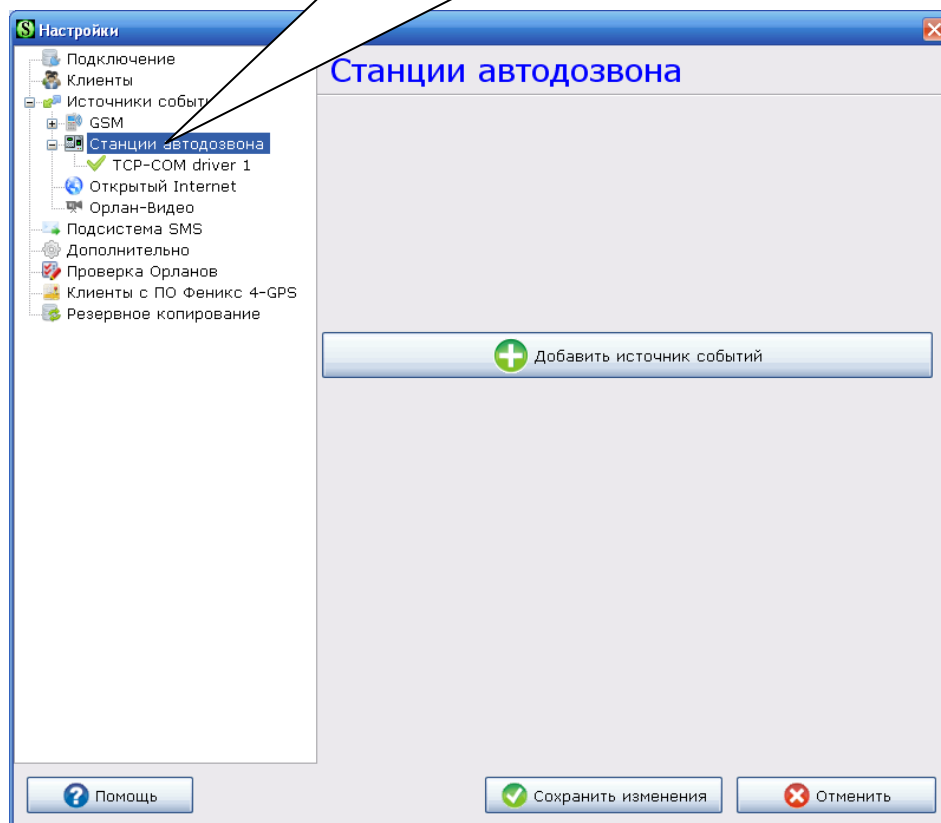 Настройки
Подключение
Клиенты
Источники событ
GSM
Станции автодозвона
TCP-COM driver 1
Открытый Internet
Орлан-Видео
Подсистема SMS
Дополнительно
Проверка Орланов
Клиенты с ПО Феникс 4-GPS
Резервное копирование
Станции автодозвона
Добавить источник событий
Помощь
Сохранить изменения
Отменить